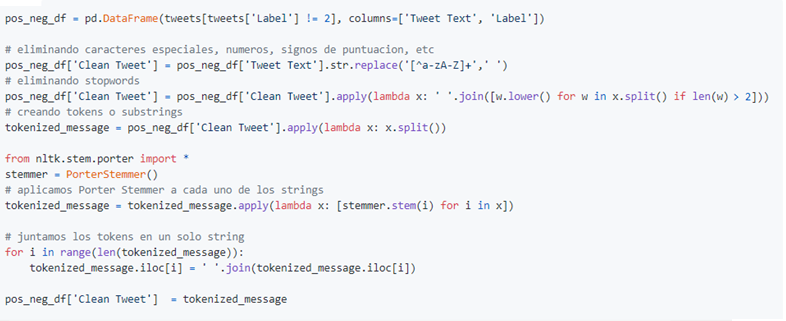 pos_neg_df = pd.DataFrame(tweets[tweets['Label'] != 2], columns=['Tweet Text', 'Label'])
# eliminando caracteres especiales, numeros, signos de puntuacion, etc
pos_neg_df['Clean Tweet'] = pos_neg_df['Tweet Text'].str.replace('[^a-zA-Z]+',' ')
# eliminando stopwords
pos_neg_df['Clean Tweet'] = pos_neg_df['Clean Tweet'].apply(lambda x: ' '.join([w.lower() for w in x.split() if len(w) > 2]))
# creando tokens o substrings
tokenized_message = pos_neg_df['Clean Tweet'].apply(lambda x: x.split())
from nltk.stem.porter import *
stemmer = PorterStemmer()
# aplicamos Porter Stemmer a cada uno de los strings
tokenized_message = tokenized_message.apply(lambda x: [stemmer.stem(i) for i in x])
# juntamos los tokens en un solo string
for i in range(len(tokenized_message)):
    tokenized_message.iloc[i] = ' '.join(tokenized_message.iloc[i])
pos_neg_df['Clean Tweet']  = tokenized_message